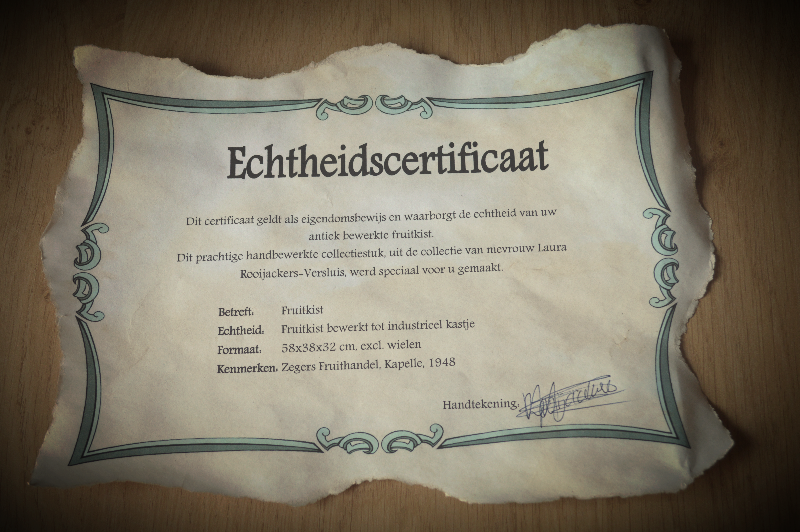 Echtheidscertificaat
Dit certificaat geldt als eigendomsbewijs en waarborgt de echtheid van uw
antiek bewerkte fruitkist.
Dit prachtige handbewerkte collectiestuk, uit de collectie van mevrouw Laura
Rooijackers-Versluis, werd speciaal voor u gemaakt.
Betreft. Fruitkist
Echtheid. Fruitkist bewerkt tot industrieel kastje
Formaat. 58x38x32 cm, excl. wielen
Kenmerken. Zegers Fruithandel, Kapelle, 1948
Handtekening.